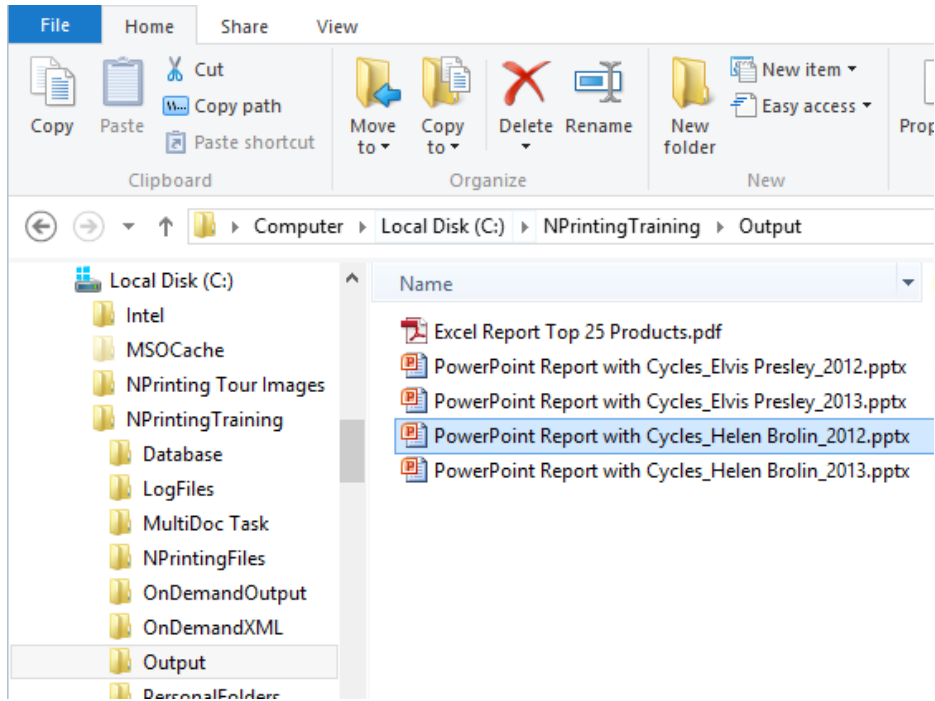 File Home Share View
Copy
Paste
Cut
Copy path
Paste shortcut
Clipboard
Move to
Copy to
Delete
Rename
Organize
New folder
New item
Easy access
New
Computer Local Disk (C:) NPrintingTraining Output
Local Disk (C:)
Intel
MSOCache
NPrinting Tour Images
NPrintingTraining
Database
LogFiles
MultiDoc Task
NPrintingFiles
OnDemandOutput
OnDemandXML
Output
PersonalFolders
Name
Excel Report Top 25 Products.pdf
PowerPoint Report with Cycles_Elvis Presley_2012.pptx
PowerPoint Report with Cycles_Elvis Presley_2013.pptx
PowerPoint Report with Cycles_Helen Brolin_2012.pptx
PowerPoint Report with Cycles_Helen Brolin_2013.pptx